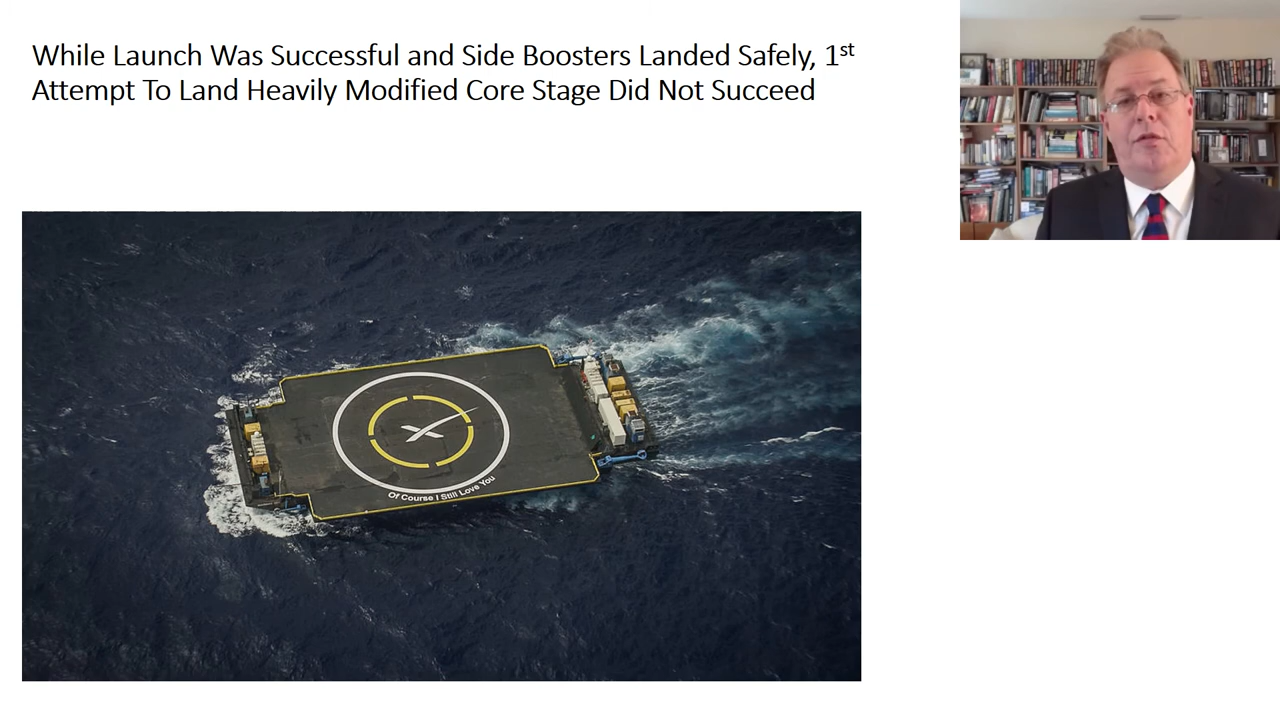 While Launch Was Successful and Side Boosters Landed Safely, 1st
Attempt To Land Heavily Modified Core Stage Did Not Succeed
Of Course I Still Love You